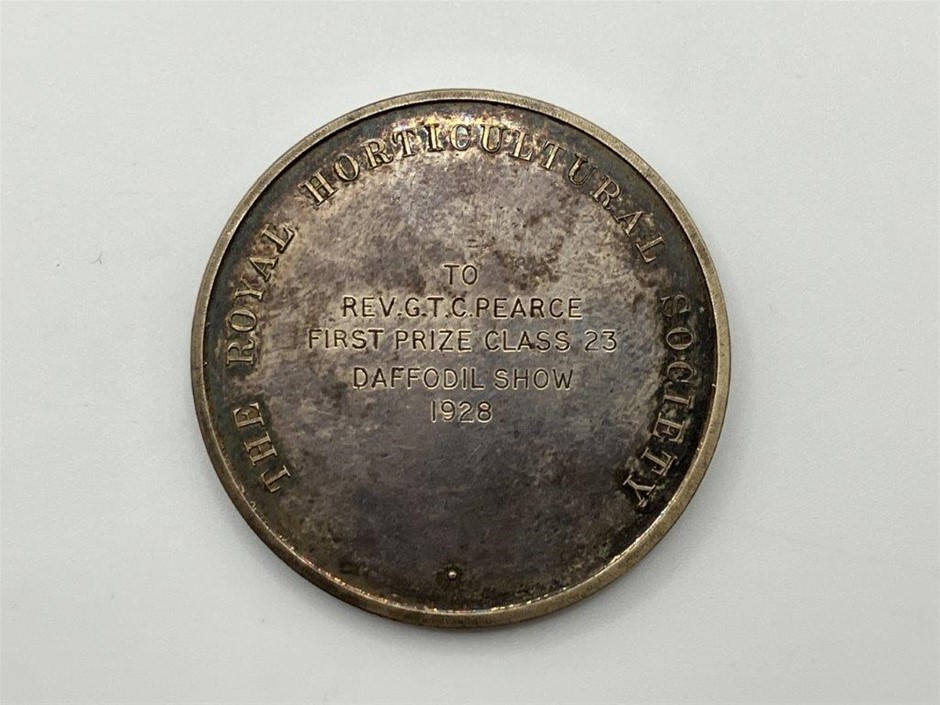 THE ROYAL HORTICULTURAL SOCIETY
TO
REV.G.T.C.PEARCE
FIRST PRIZE CLASS 23
DAFFODIL SHOW
1928